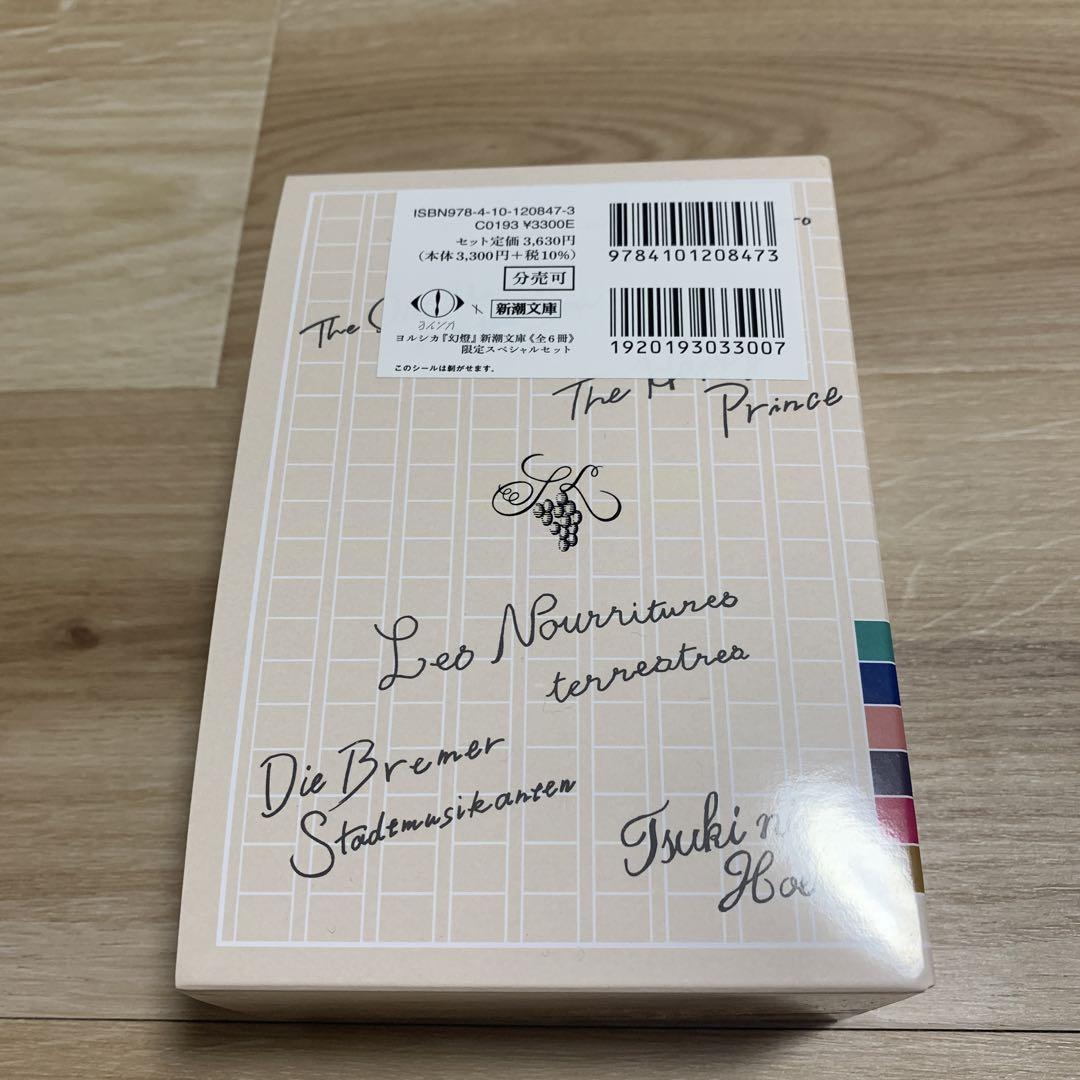 ISBN978-4-10-120847-3
C0193 ¥3300E
セット定価3,630円
(本体3,300円+税10%)
分売可
ヨルシカ
×
新潮文庫
ヨルシカ『幻燈』新潮文庫《全6冊》
限定スペシャルセット
このシールは剝がせます。
9784101208473
1920193033007
The
The
Prince
SK
Les Nourritures
terrestres
Die Bremer
Stadtmusikanten
Tsuki